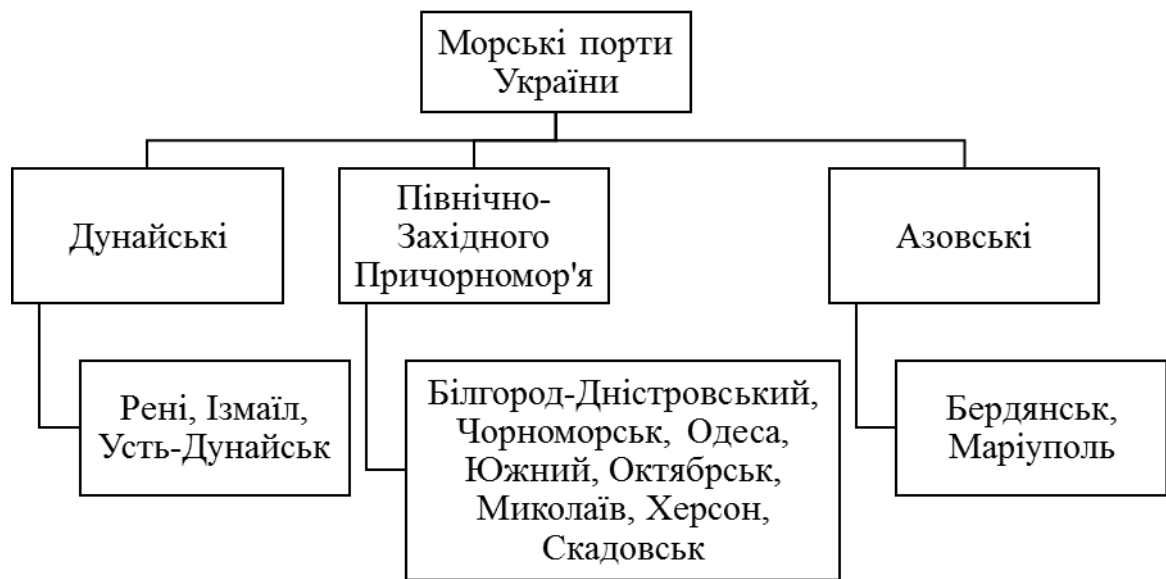 Морські порти
України
Дунайські
Північно-
Західного
Причорномор'я
Азовські
Рені, Ізмаїл,
Усть-Дунайськ
Білгород-Дністровський,
Чорноморськ, Одеса,
Южний, Октябрськ,
Миколаїв, Херсон,
Скадовськ
Бердянськ,
Маріуполь